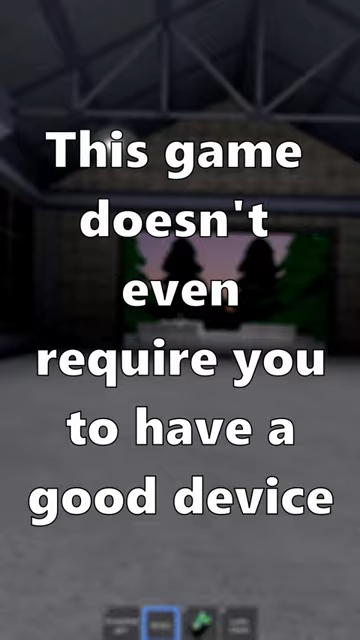 This game
doesn't
even
require you
to have a
good device